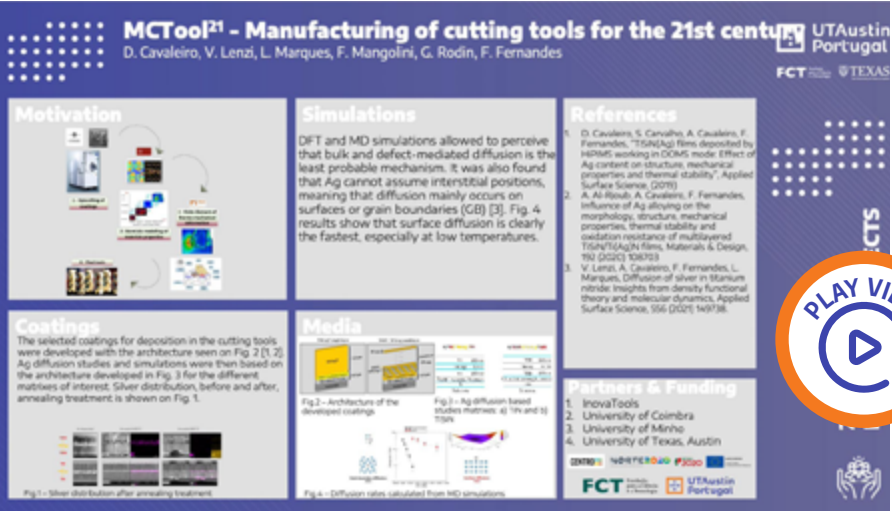 MCTool²¹ - Manufacturing of cutting tools for the 21st century
D. Cavaleiro, V. Lenzi, L. Marques, F. Mangolini, G. Rodin, F. Fernandes
UTAustin
Portugal
FCT
TEXAS
Motivation
Simulations
DFT and MD simulations allowed to perceive
that bulk and defect-mediated diffusion is the
least probable mechanism. It was also found
that Ag cannot assume interstitial positions,
meaning that diffusion mainly occurs on
surfaces or grain boundaries (GB) [3]. Fig. 4
results show that surface diffusion is clearly
the fastest, especially at low temperatures.
References
1. D. Cavaleiro, S. Carvalho, A. Cavaleiro, F.
Fernandes, "TiSiN(Ag) films deposited by
HiPIMS working in DOMS mode: Effect of
Ag content on structure, mechanical
properties and thermal stability", Applied
Surface Science, (2019)
2. A. Al-Rjoub, A. Cavaleiro, F. Fernandes,
Influence of Ag alloying on the
morphology, structure, mechanical
properties, thermal stability and
oxidation resistance of multilayered
TiSiN/Ti(Ag)N films, Materials & Design,
192 (2020) 108703
3. V. Lenzi, A. Cavaleiro, F. Fernandes, L.
Marques, Diffusion of silver in titanium
nitride: Insights from density functional
theory and molecular dynamics, Applied
Surface Science, 556 (2021) 149738.
Coatings
The selected coatings for deposition in the cutting tools
were developed with the architecture seen on Fig. 2 [1, 2].
Ag diffusion studies and simulations were then based on
the architecture developed in Fig. 3 for the different
matrixes of interest. Silver distribution, before and after,
annealing treatment is shown on Fig. 1.
Fig.1 – Silver distribution after annealing treatment
Media
Fig.2 – Architecture of the
developed coatings
Fig.3 – Ag diffusion based
studies matrixes: a) TiN and b)
TiSiN
Fig.4 – Diffusion rates calculated from MD simulations
Partners & Funding
1. InovaTools
2. University of Coimbra
3. University of Minho
4. University of Texas, Austin
CENTRO
NORTE2020
2020
FCT
UTAustin
Portugal
PLAY VI
ECTS